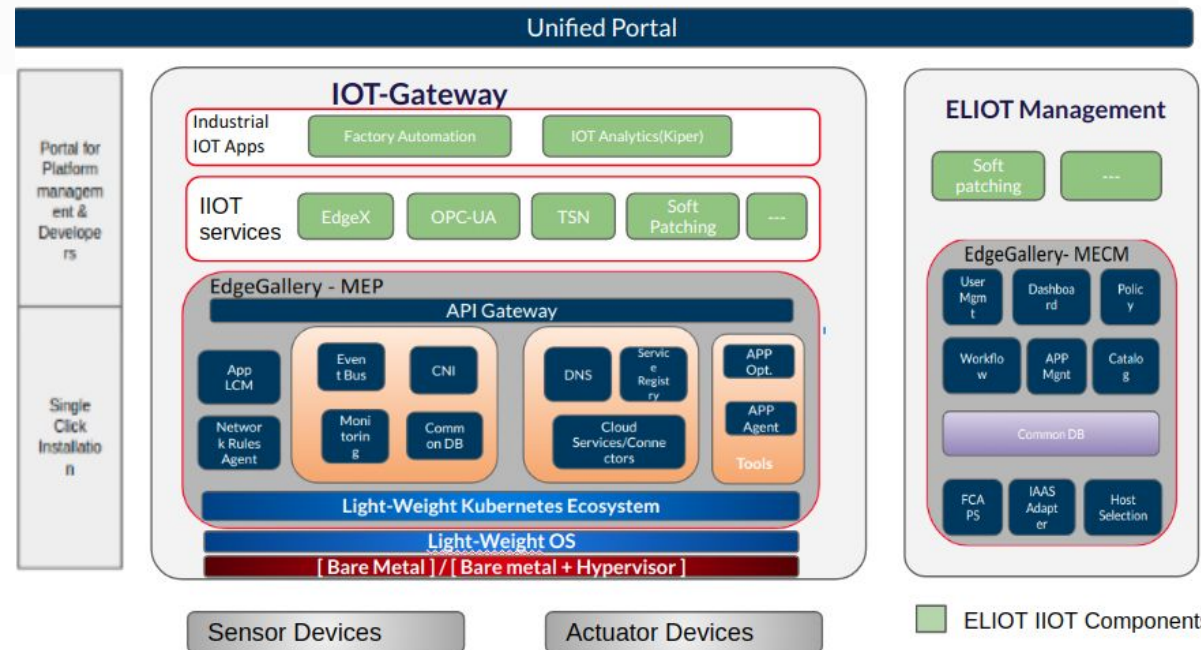 Unified Portal
Portal for
Platform
managem
ent &
Develope
rs
Single
Click
Installatio
n
IOT-Gateway
Industrial
IOT Apps
Factory Automation
IOT Analytics(Kiper)
IIOT
services
EdgeX
OPC-UA
TSN
Soft
Patching
---
EdgeGallery - MEP
API Gateway
App
LCM
Networ
k Rules
Agent
Even
t Bus
CNI
Moni
torin
g
Comm
on DB
DNS
Servic
e
Regist
ry
Cloud
Services/Conne
ctors
APP
Opt.
APP
Agent
Tools
Light-Weight Kubernetes Ecosystem
Light-Weight OS
[ Bare Metal ] / [ Bare metal + Hypervisor ]
Sensor Devices
Actuator Devices
ELIOT Management
Soft
patching
---
EdgeGallery- MECM
User
Mgm
t
Dashboa
rd
Polic
y
Workflo
w
APP
Mgnt
Catalo
g
Common DB
FCA
PS
IAAS
Adapt
er
Host
Selection
ELIOT IIOT Components